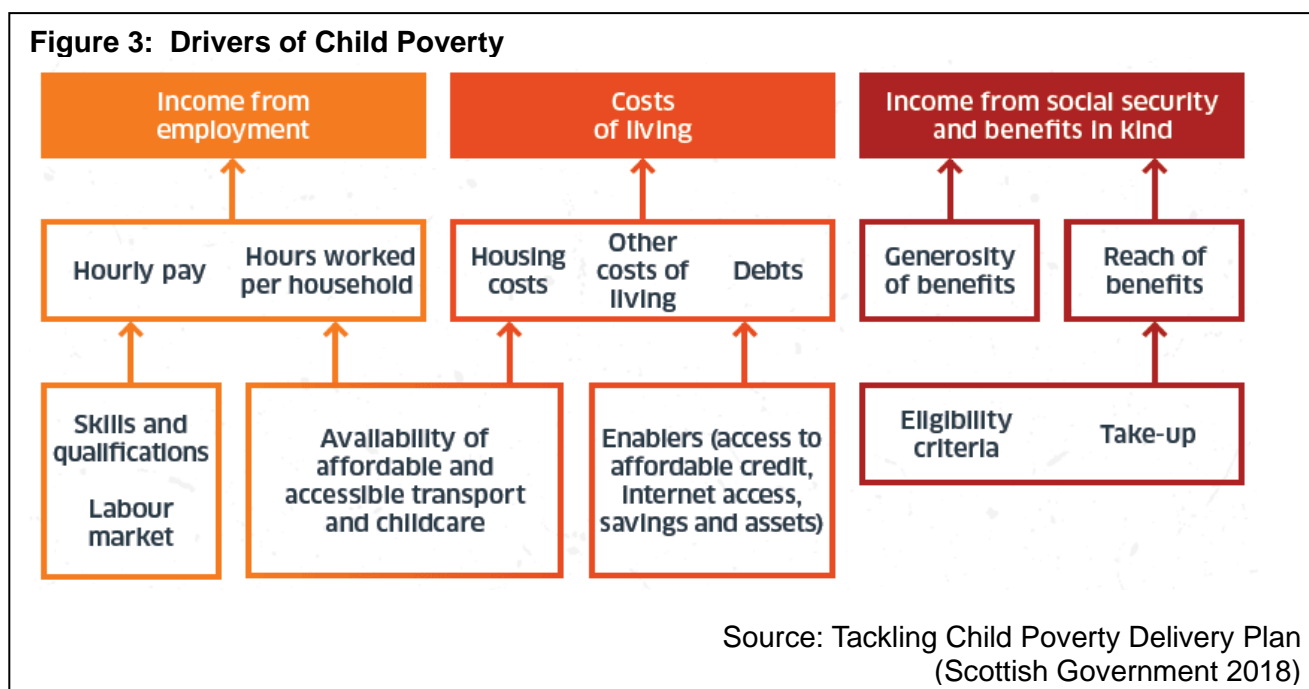 Figure 3:  Drivers of Child Poverty
Income from
employment
Costs
of living
Income from social security
and benefits in kind
Hourly pay
Hours worked
per household
Housing
costs
Other
costs of
living
Debts
Generosity
of benefits
Reach of
benefits
Skills and
qualifications
Labour
market
Availability of
affordable and
accessible transport
and childcare
Enablers (access to
affordable credit,
internet access,
savings and assets)
Eligibility
criteria
Take-up
Source: Tackling Child Poverty Delivery Plan
(Scottish Government 2018)